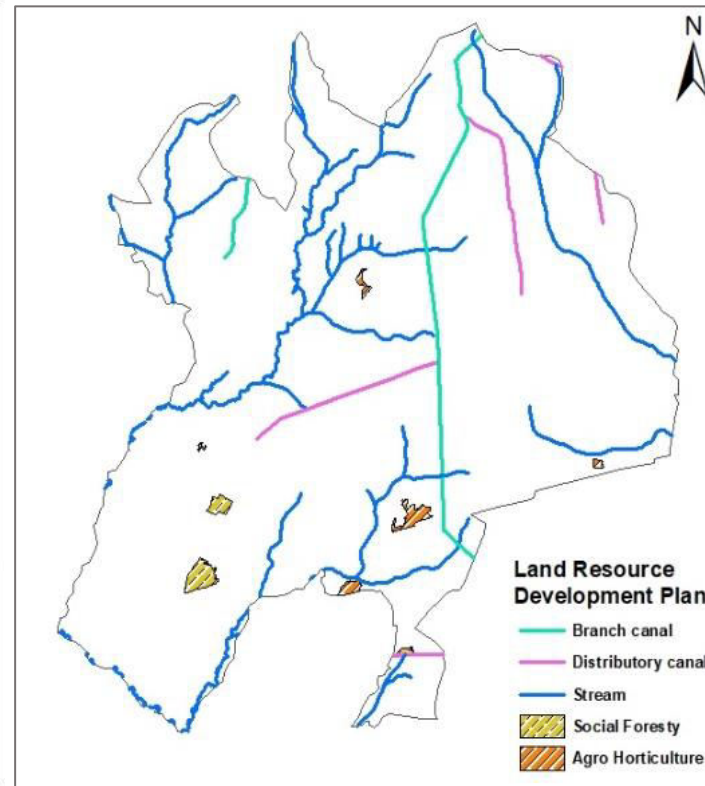 N
Land Resource
Development Plan
Branch canal
Distributory canal
Stream
Social Foresty
Agro Horticulture